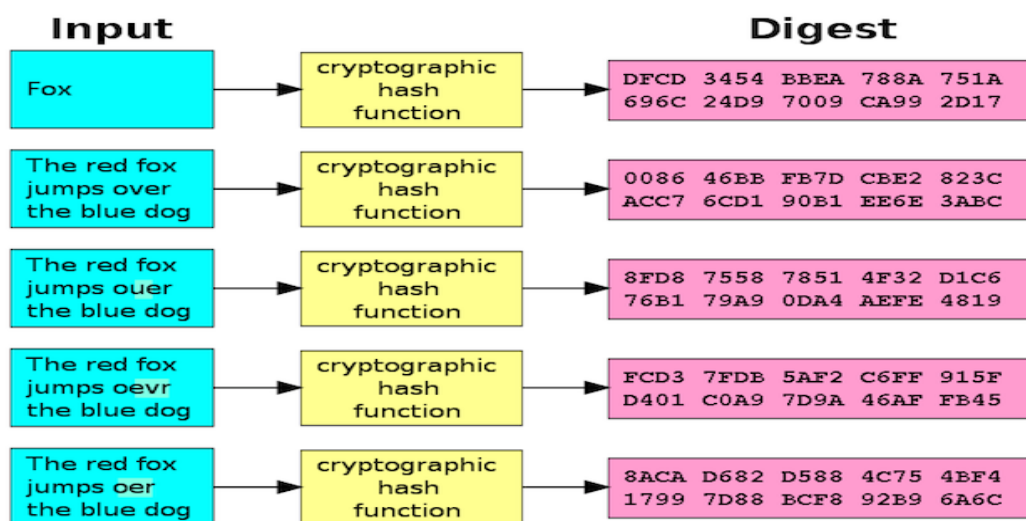 Input
Digest
Fox
cryptographic
hash
function
DFCD 3454 BBEA 788A 751A
696C 24D9 7009 CA99 2D17
The red fox
jumps over
the blue dog
cryptographic
hash
function
0086 46BB FB7D CBE2 823C
ACC7 6CD1 90B1 EE6E 3ABC
The red fox
jumps ouer
the blue dog
cryptographic
hash
function
8FD8 7558 7851 4F32 D1C6
76B1 79A9 0DA4 AEFE 4819
The red fox
jumps oevr
the blue dog
cryptographic
hash
function
FCD3 7FDB 5AF2 C6FF 915F
D401 C0A9 7D9A 46AF FB45
The red fox
jumps oer
the blue dog
cryptographic
hash
function
8ACA D682 D588 4C75 4BF4
1799 7D88 BCF8 92B9 6A6C